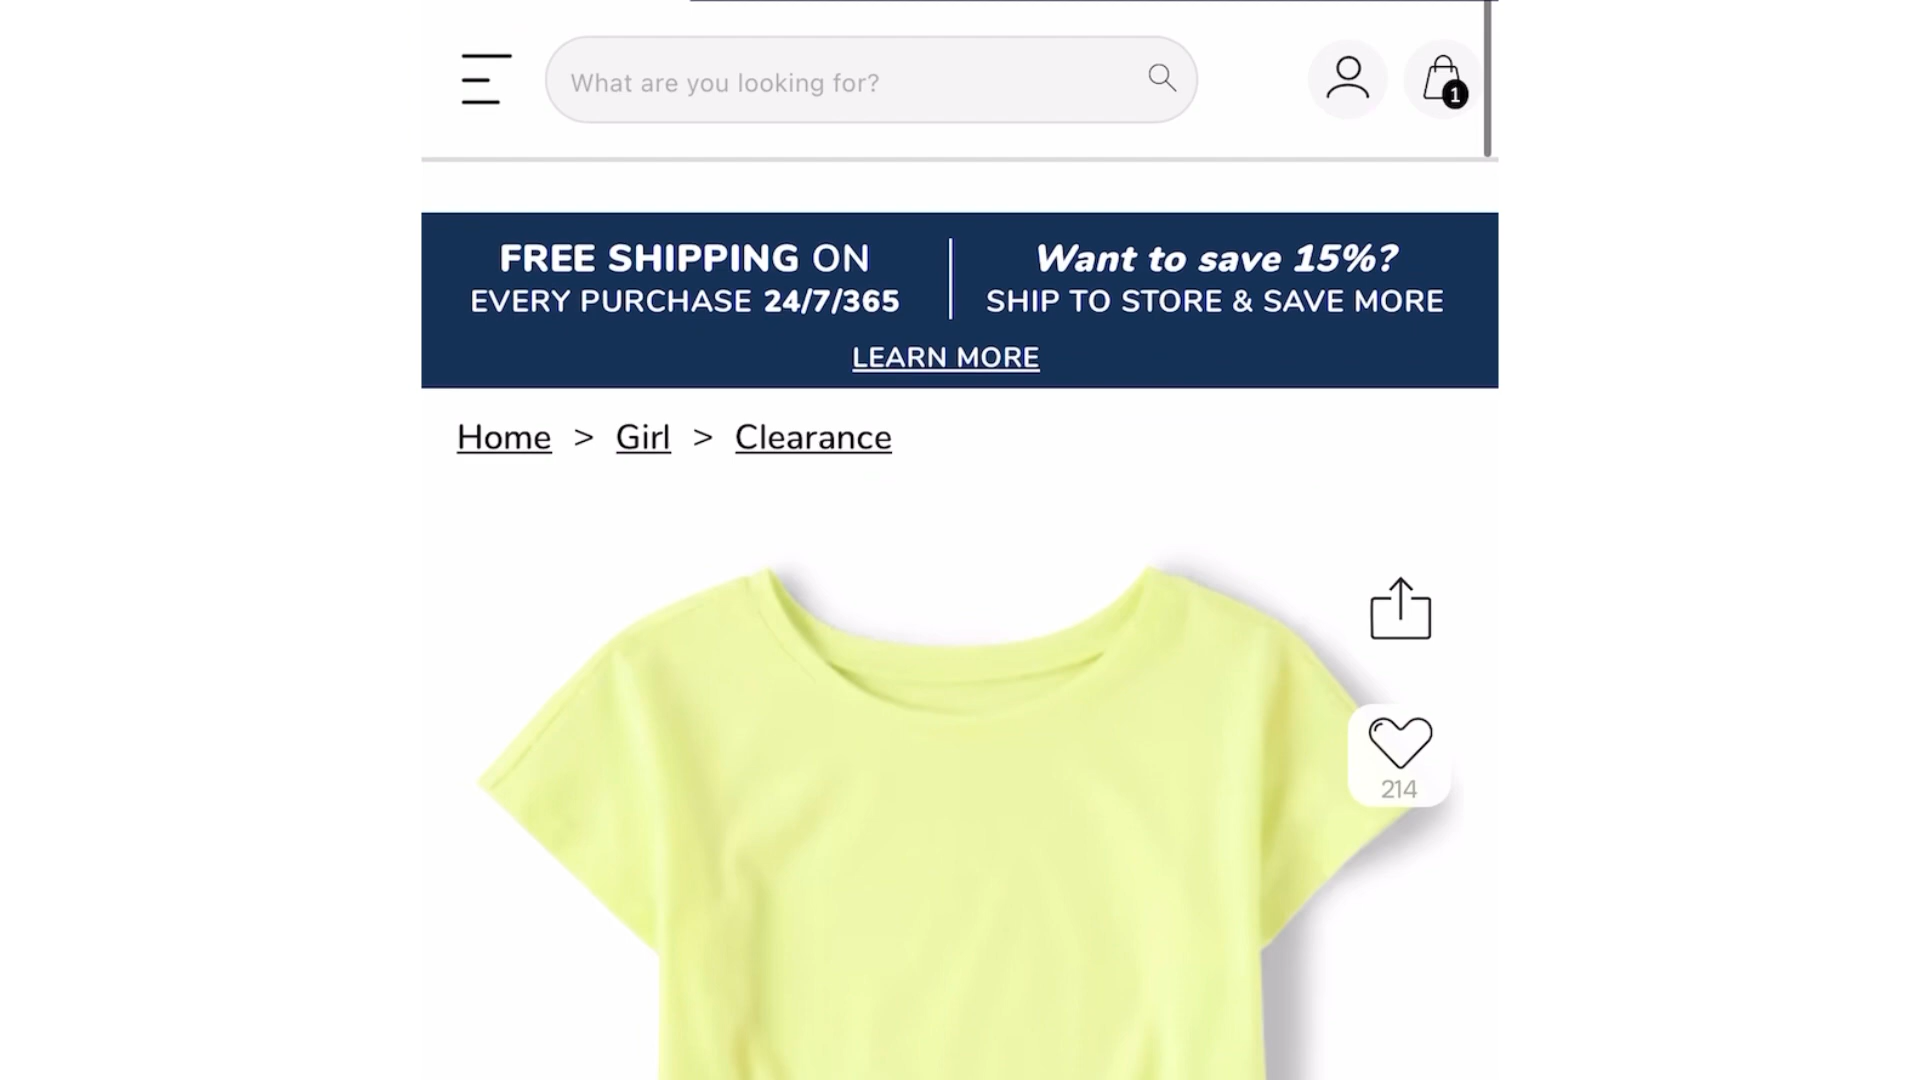 What are you looking for?
1
FREE SHIPPING ON
EVERY PURCHASE 24/7/365
Want to save 15%?
SHIP TO STORE & SAVE MORE
LEARN MORE
Home > Girl > Clearance
214